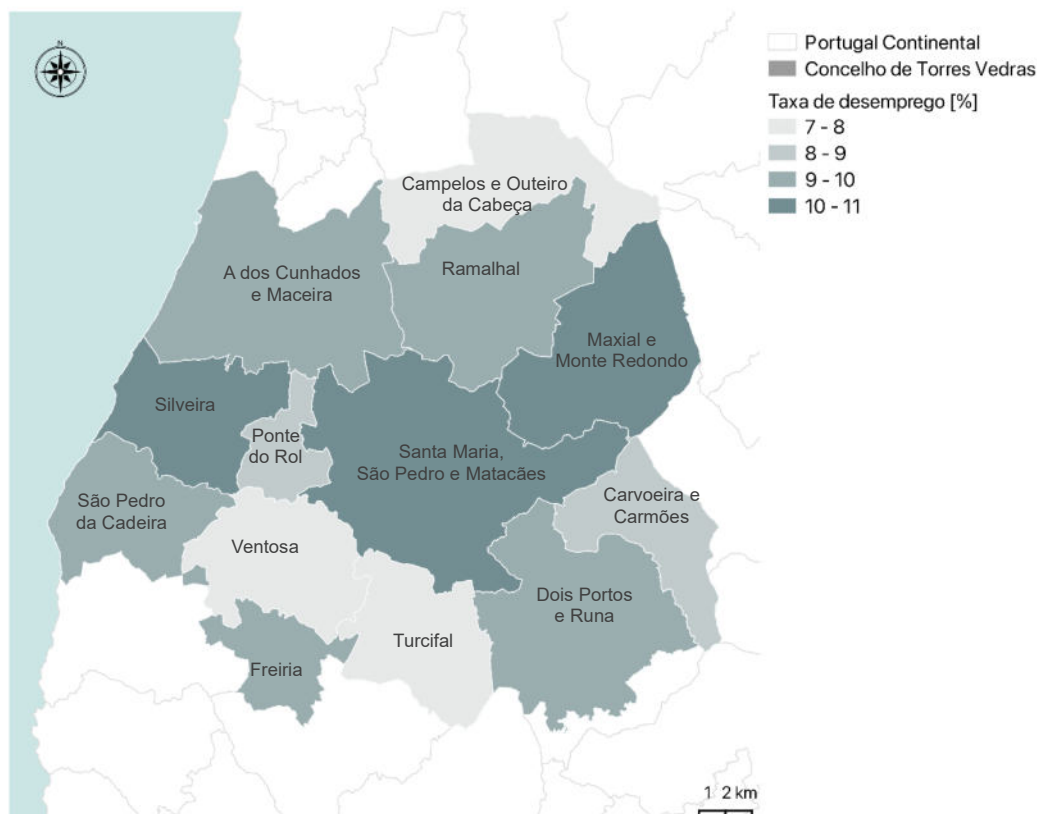 N
Portugal Continental
Concelho de Torres Vedras
Taxa de desemprego [%]
7 - 8
8 - 9
9 - 10
10 - 11
Campelos e Outeiro
da Cabeça
A dos Cunhados
e Maceira
Ramalhal
Maxial e
Monte Redondo
Silveira
Ponte
do Rol
Santa Maria,
São Pedro e Matacães
São Pedro
da Cadeira
Carvoeira e
Carmões
Ventosa
Dois Portos
e Runa
Turcifal
Freiria
1 2 km